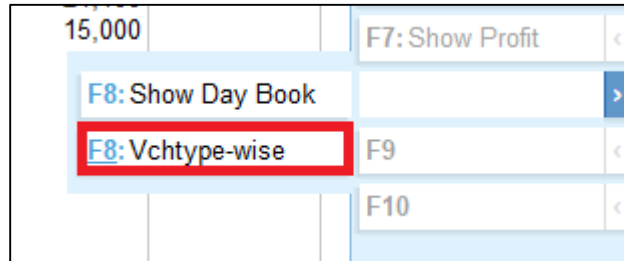 15,000
F7: Show Profit
F8: Show Day Book
F8: Vchtype-wise
F9
F10